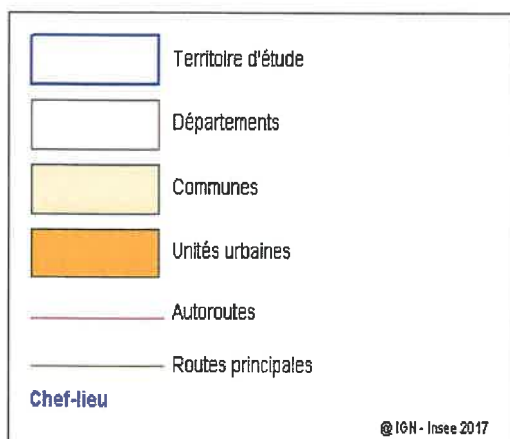 Territoire d'étude
Départements
Communes
Unités urbaines
Autoroutes
Routes principales
Chef-lieu
@ IGN - Insee 2017